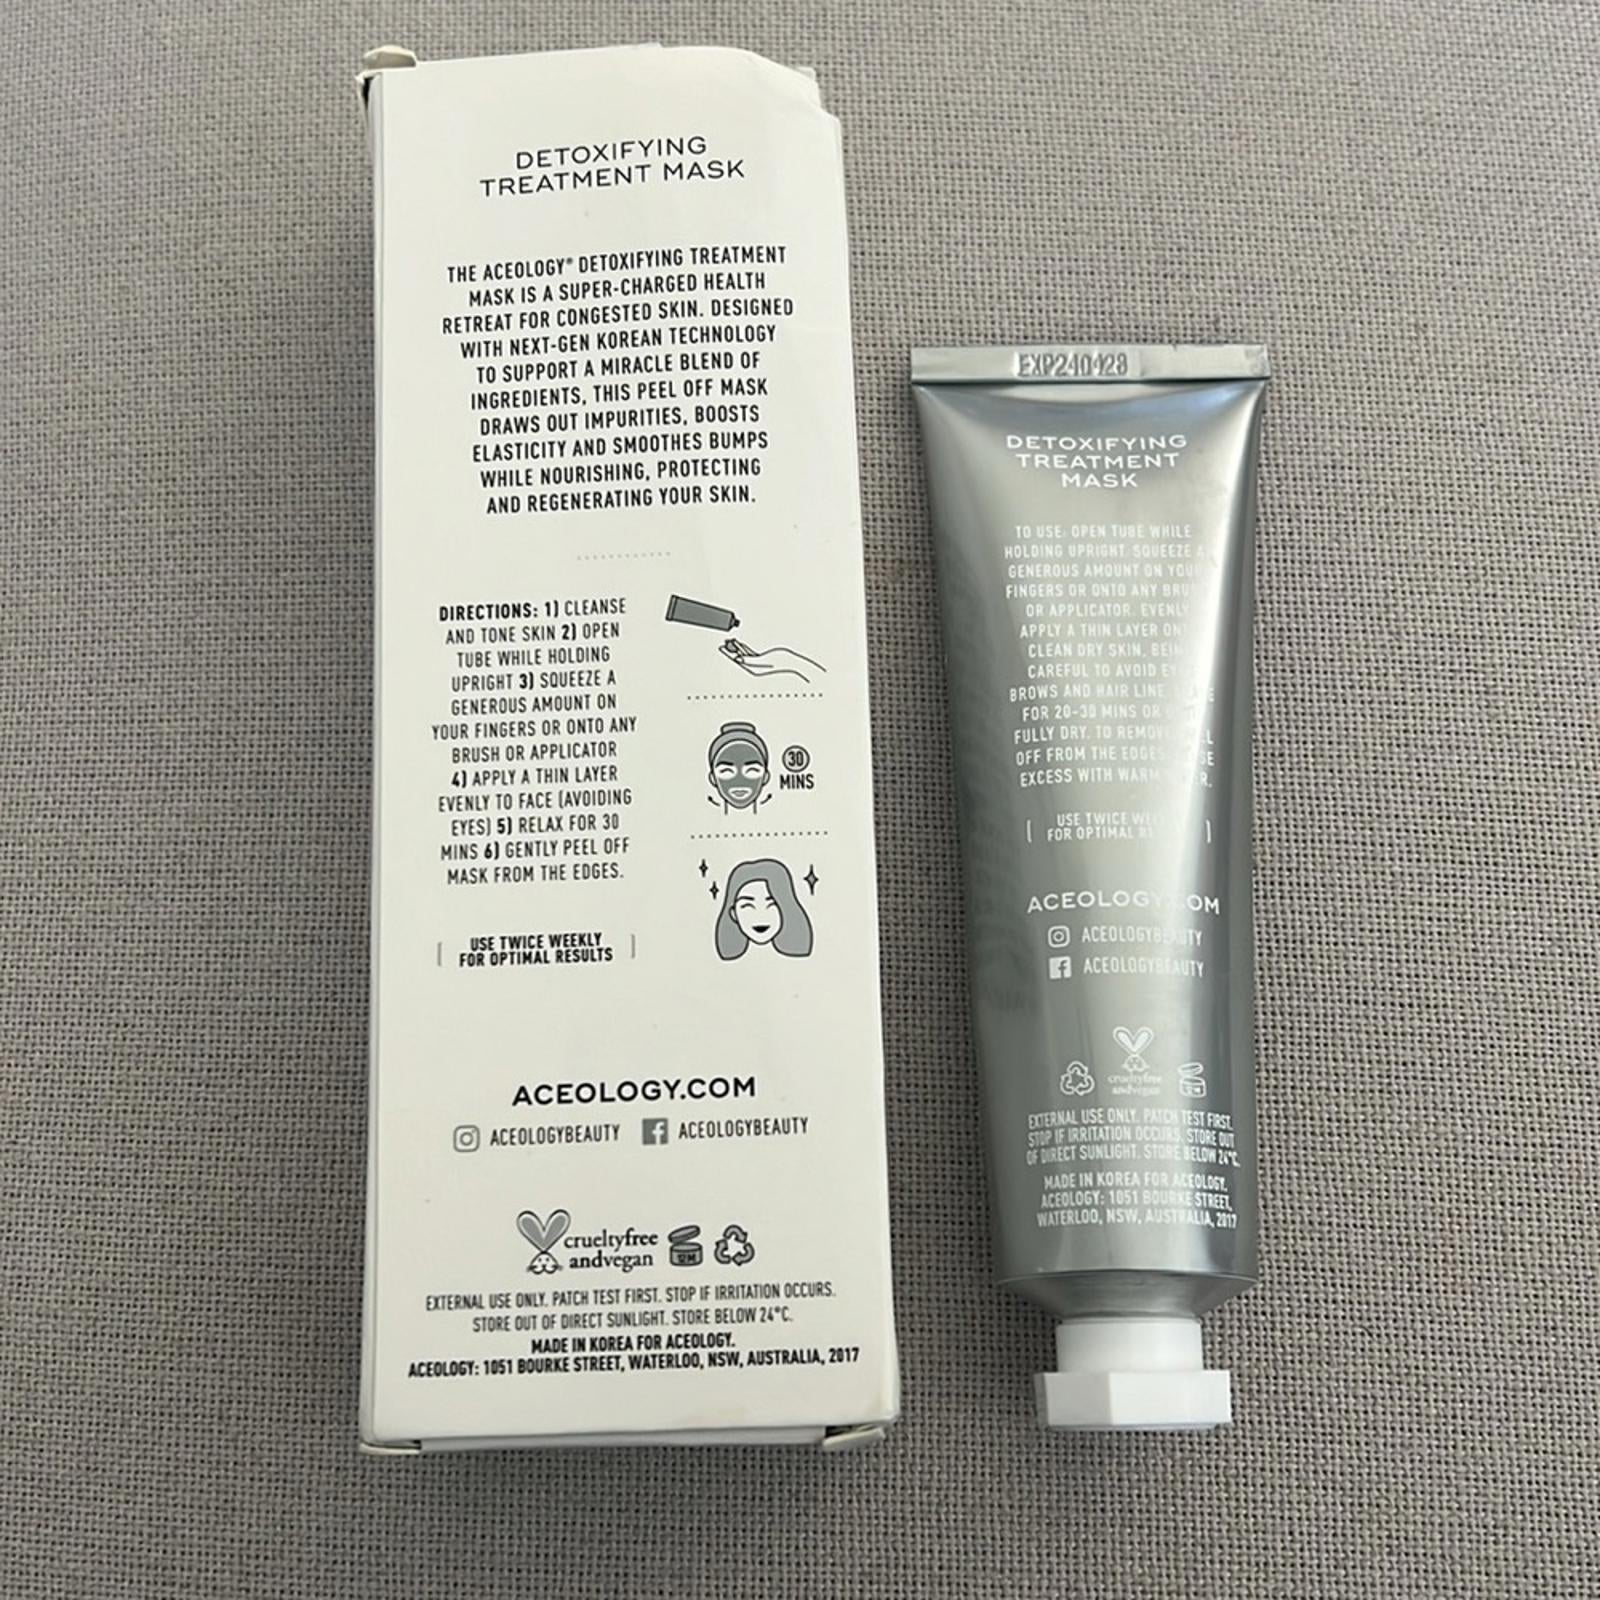 DETOXIFYING
TREATMENT MASK
THE ACEOLOGY® DETOXIFYING TREATMENT
MASK IS A SUPER-CHARGED HEALTH
RETREAT FOR CONGESTED SKIN. DESIGNED
WITH NEXT-GEN KOREAN TECHNOLOGY
TO SUPPORT A MIRACLE BLEND OF
INGREDIENTS, THIS PEEL OFF MASK
DRAWS OUT IMPURITIES, BOOSTS
ELASTICITY AND SMOOTHES BUMPS
WHILE NOURISHING, PROTECTING
AND REGENERATING YOUR SKIN.
DIRECTIONS: 1) CLEANSE
AND TONE SKIN 2) OPEN
TUBE WHILE HOLDING
UPRIGHT 3) SQUEEZE A
GENEROUS AMOUNT ON
YOUR FINGERS OR ONTO ANY
BRUSH OR APPLICATOR
4) APPLY A THIN LAYER
EVENLY TO FACE (AVOIDING
EYES) 5) RELAX FOR 30
MINS 6) GENTLY PEEL OFF
MASK FROM THE EDGES.
30
MINS
USE TWICE WEEKLY
FOR OPTIMAL RESULTS
ACEOLOGY.COM
ACEOLOGYBEAUTY
ACEOLOGYBEAUTY
crueltyfree
andvegan
12M
EXTERNAL USE ONLY. PATCH TEST FIRST. STOP IF IRRITATION OCCURS.
STORE OUT OF DIRECT SUNLIGHT. STORE BELOW 24°C.
MADE IN KOREA FOR ACEOLOGY.
ACEOLOGY: 1051 BOURKE STREET, WATERLOO, NSW, AUSTRALIA, 2017
EXP240428
DETOXIFYING
TREATMENT
MASK
TO USE: OPEN TUBE WHILE
HOLDING UPRIGHT. SQUEEZE A
GENEROUS AMOUNT ON YOUR
FINGERS OR ONTO ANY
OR APPLICATOR. EVENLY
APPLY A THIN LAYER
CLEAN DRY SKIN,
CAREFUL TO AVOID
BROWS AND HAIR LINE.
FOR 20-30 MINS OR
FULLY DRY. TO REMOVE
OFF FROM THE EDGES.
EXCESS WITH WARM
USE TWICE
FOR OPTIMAL
ACEOLOGY.COM
ACEOLOGYBEAUTY
ACEOLOGYBEAUTY
crueltyfree
andvegan
12M
EXTERNAL USE ONLY. PATCH TEST FIRST.
STOP IF IRRITATION OCCURS. STORE OUT
OF DIRECT SUNLIGHT. STORE BELOW 24°C.
MADE IN KOREA FOR ACEOLOGY.
ACEOLOGY: 1051 BOURKE STREET,
WATERLOO, NSW, AUSTRALIA, 2017